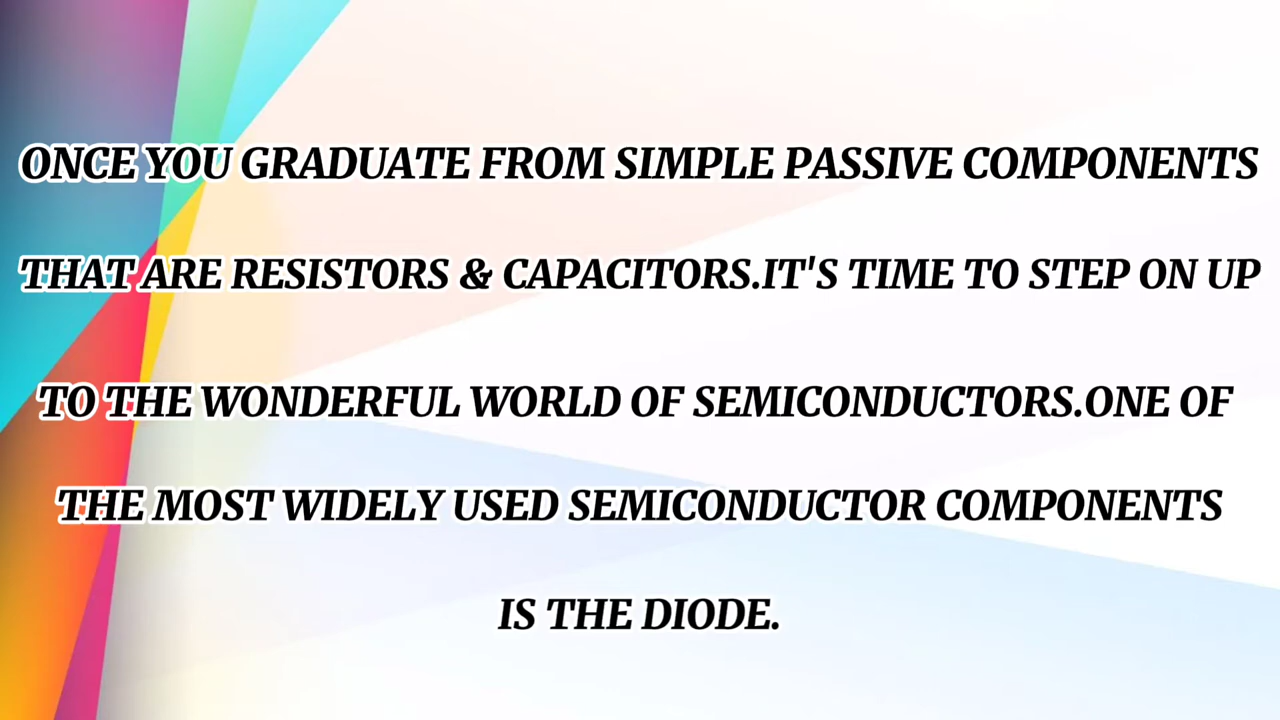 ONCE YOU GRADUATE FROM SIMPLE PASSIVE COMPONENTS
THAT ARE RESISTORS & CAPACITORS.IT'S TIME TO STEP ON UP
TO THE WONDERFUL WORLD OF SEMICONDUCTORS.ONE OF
THE MOST WIDELY USED SEMICONDUCTOR COMPONENTS
IS THE DIODE.